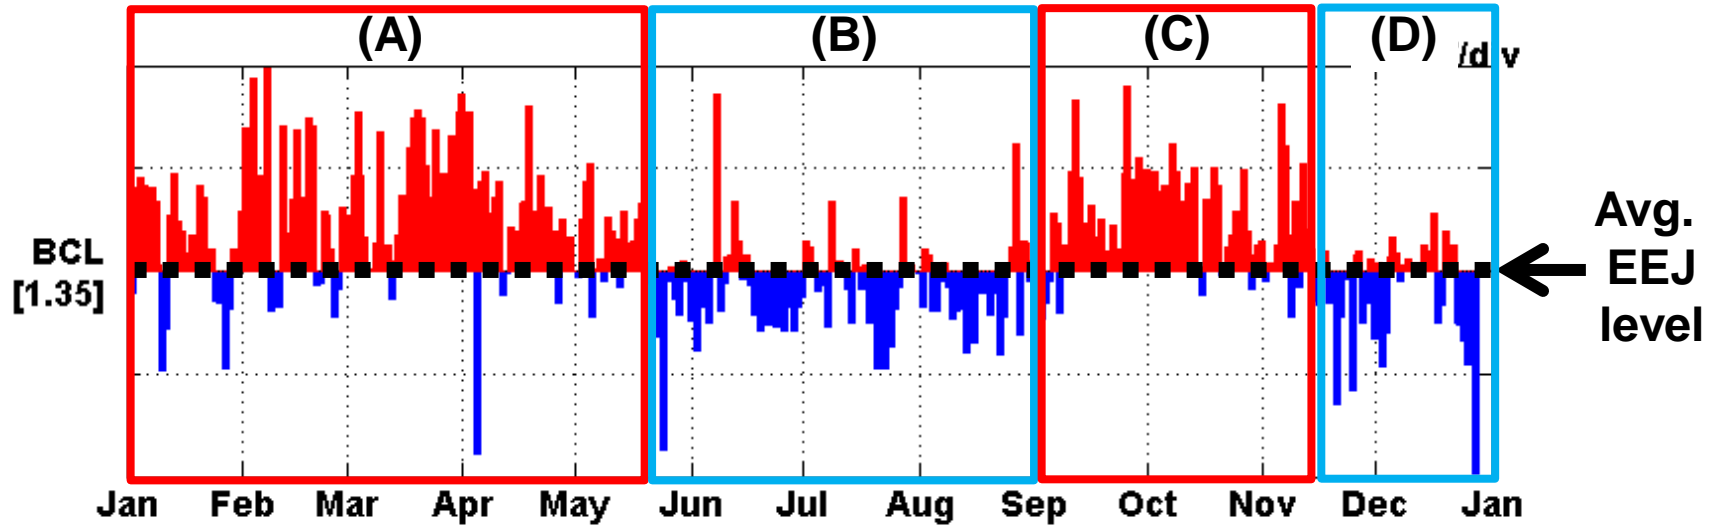 (A) (B) (C) (D)
/div
BCL
[1.35]
Avg.
EEJ
level
Jan Feb Mar Apr May Jun Jul Aug Sep Oct Nov Dec Jan